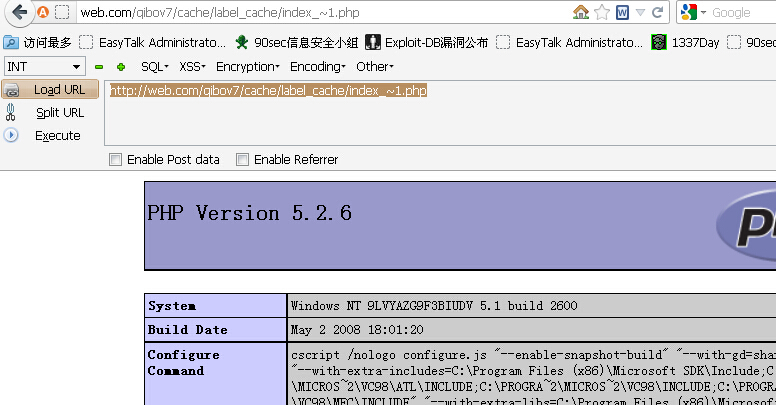 web.com/qibov7/cache/label_cache/index_~1.php
Google
访问最多 EasyTalk Administrato... 90sec信息安全小组 Exploit-DB漏洞公布 EasyTalk Administrato... 1337Day [90sec
INT SQL XSS Encryption Encoding Other
Load URL http://web.com/qibov7/cache/label_cache/index_~1.php
Split URL
Execute
Enable Post data Enable Referrer
PHP Version 5.2.6
System Windows NT 9LVYAZG9F3BIUDV 5.1 build 2600
Build Date May 2 2008 18:01:20
Configure Command cscript /nologo configure.js "--enable-snapshot-build" "--with-gd=shar
"--with-extra-includes=C:\Program Files (x86)\Microsoft SDK\Include;C
\MICROS~2\VC98\ATL\INCLUDE;C:\PROGRA~2\MICROS~2\VC98\INCLUDE;C:\PROGRA
\VC98\MFC\INCLUDE" "--with-extra-libs=C:\Program Files (x86)\Microsof